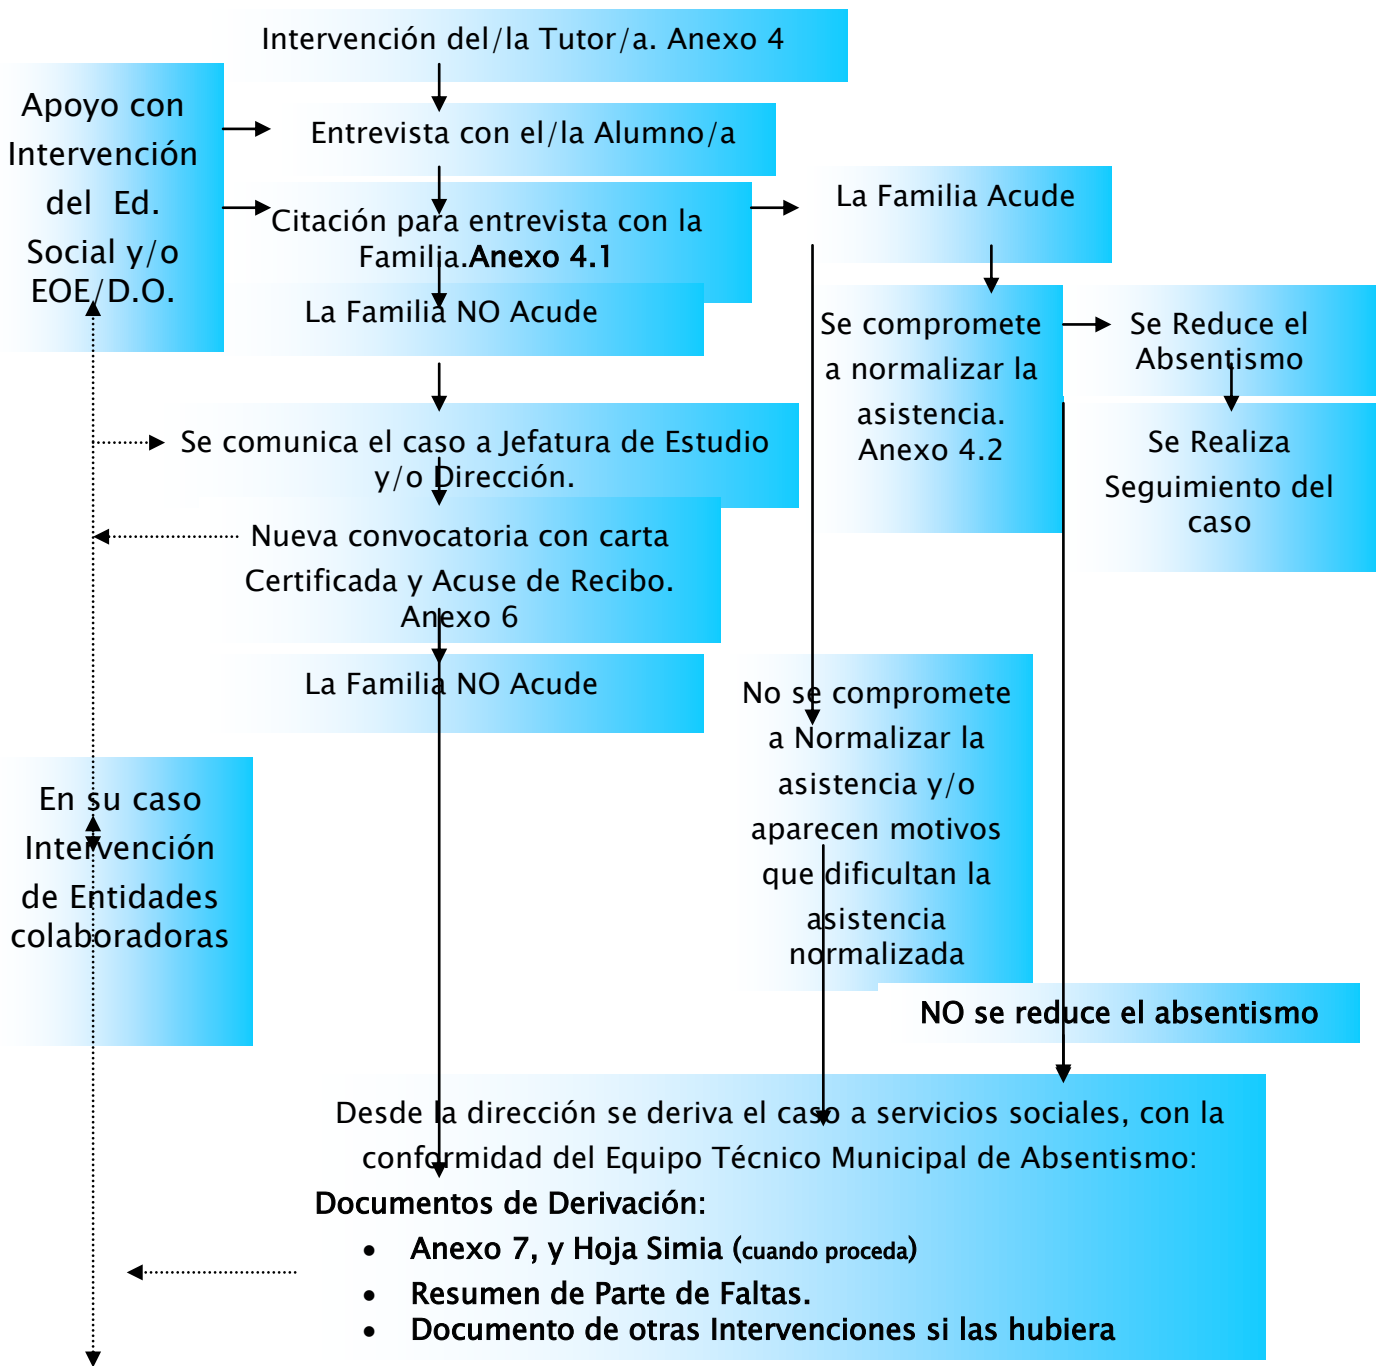 Intervención del/la Tutor/a. Anexo 4
Apoyo con
Intervención
del Ed.
Social y/o
EOE/D.O.
Entrevista con el/la Alumno/a
Citación para entrevista con la
Familia.Anexo 4.1
La Familia Acude
La Familia NO Acude
Se compromete
a normalizar la
asistencia.
Anexo 4.2
Se Reduce el
Absentismo
Se Realiza
Seguimiento del
caso
Se comunica el caso a Jefatura de Estudio
y/o Dirección.
Nueva convocatoria con carta
Certificada y Acuse de Recibo.
Anexo 6
La Familia NO Acude
No se compromete
a Normalizar la
asistencia y/o
aparecen motivos
que dificultan la
asistencia
normalizada
En su caso
Intervención
de Entidades
colaboradoras
NO se reduce el absentismo
Desde la dirección se deriva el caso a servicios sociales, con la
conformidad del Equipo Técnico Municipal de Absentismo:
Documentos de Derivación:
• Anexo 7, y Hoja Simia (cuando proceda)
• Resumen de Parte de Faltas.
• Documento de otras Intervenciones si las hubiera